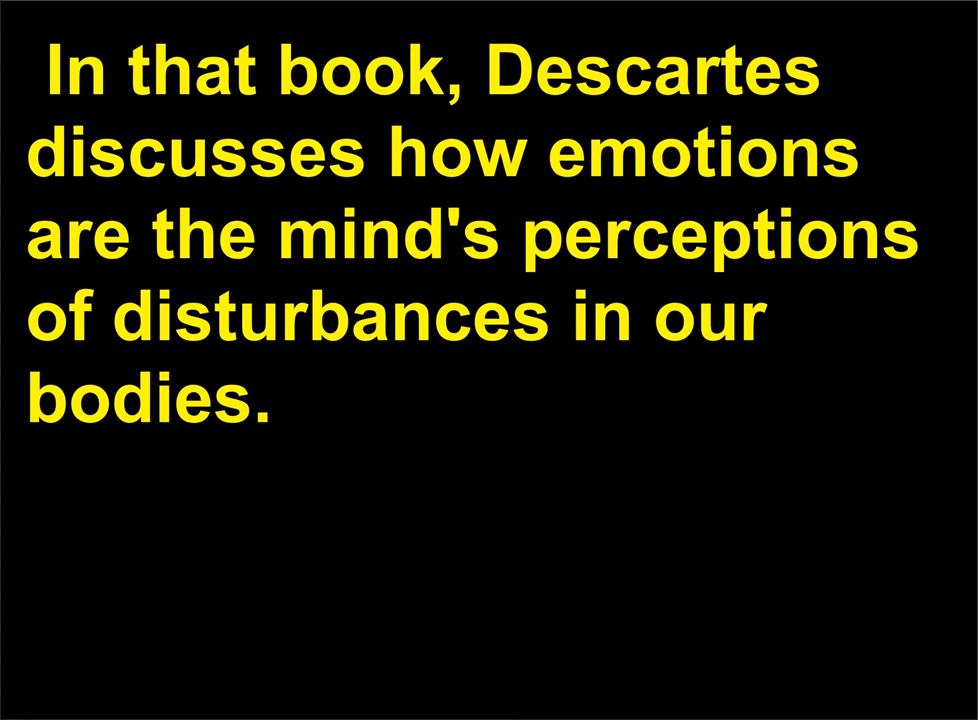 In that book, Descartes
discusses how emotions
are the mind's perceptions
of disturbances in our
bodies.